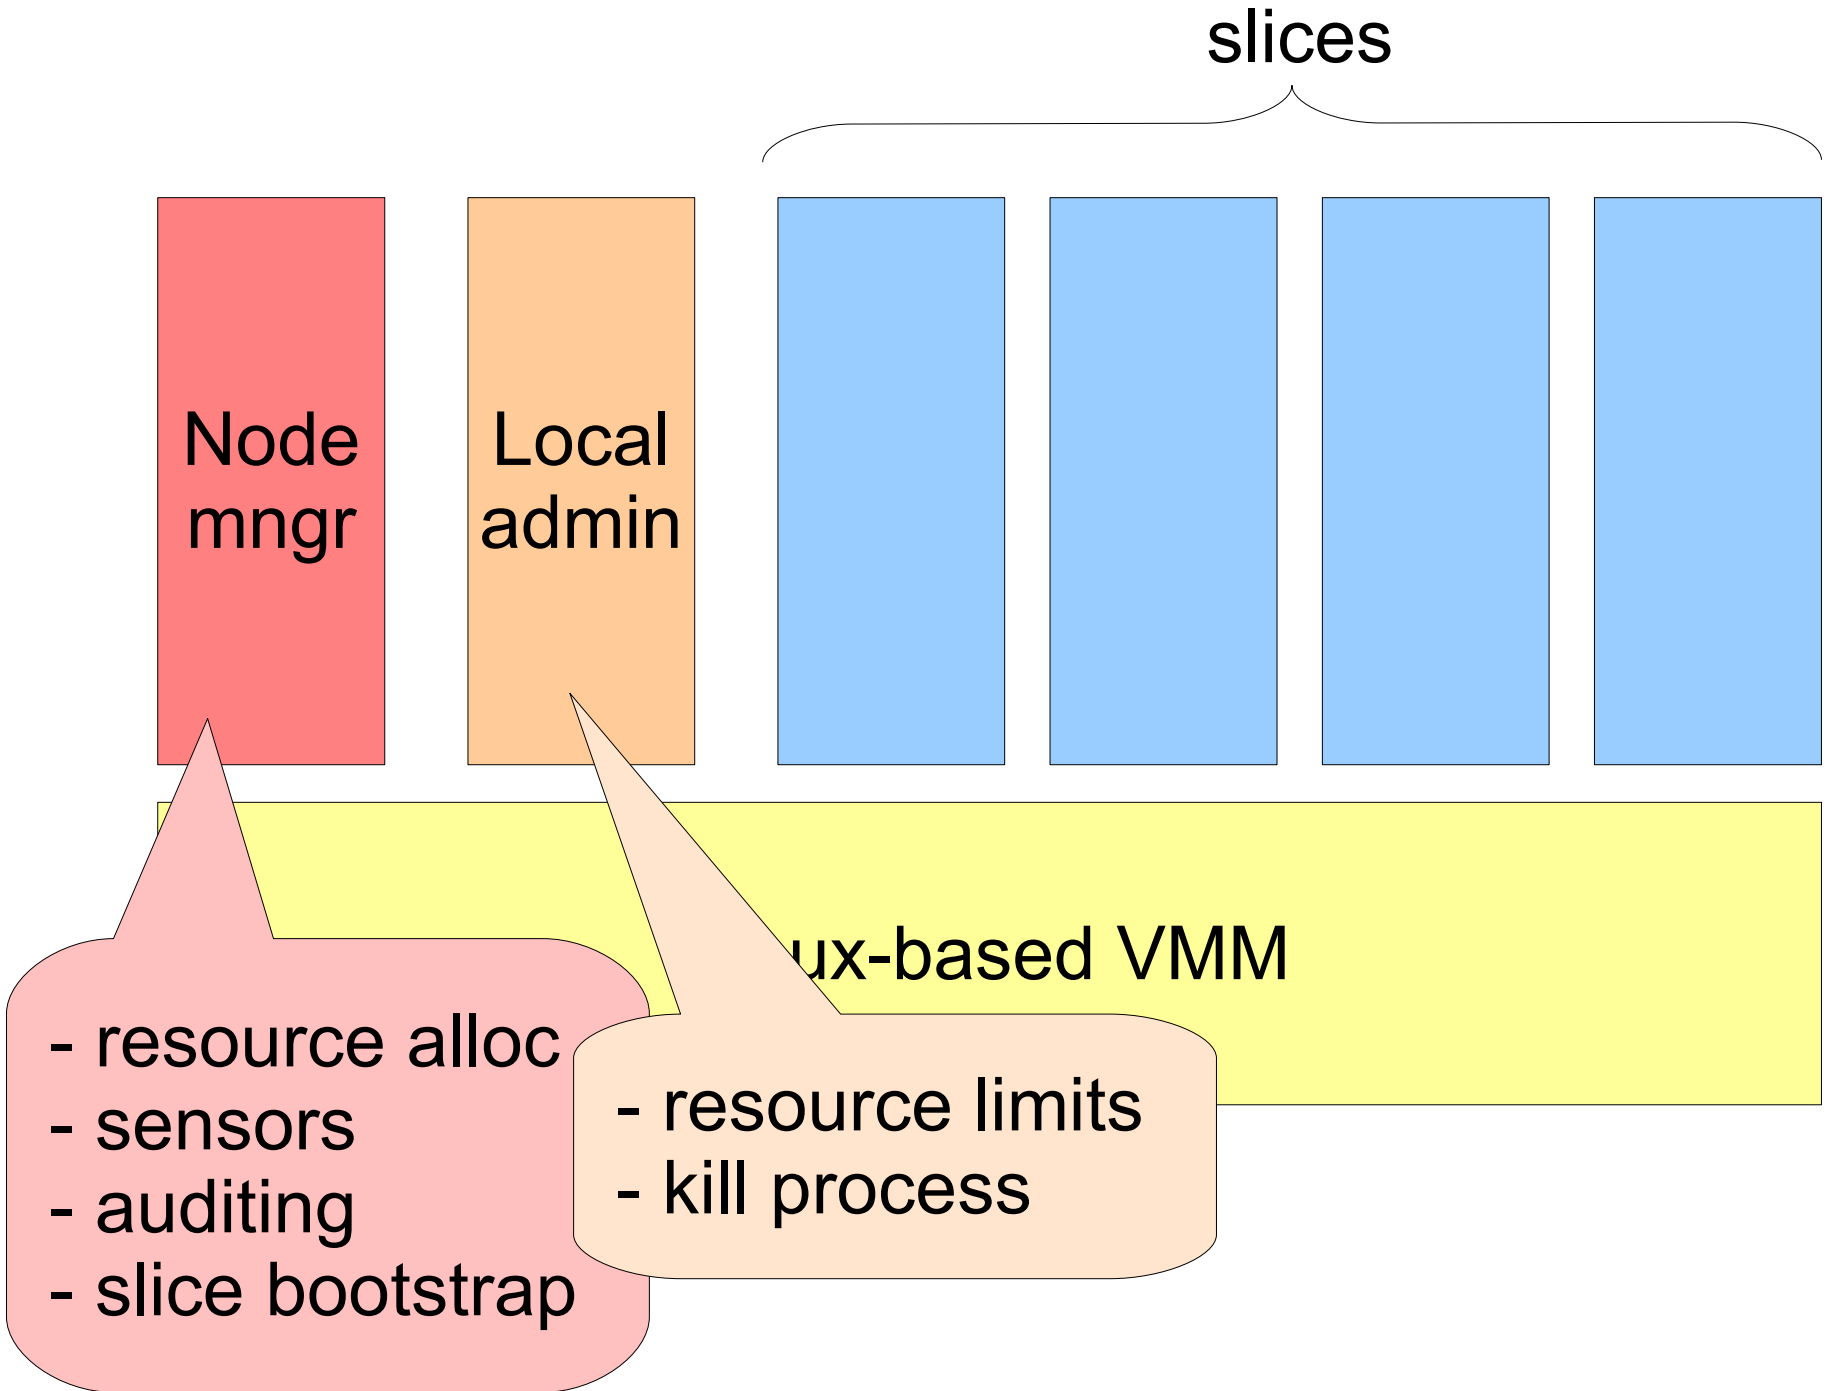 slices
Node
mngr
Local
admin
ux-based VMM
- resource alloc
- sensors
- auditing
- slice bootstrap
- resource limits
- kill process